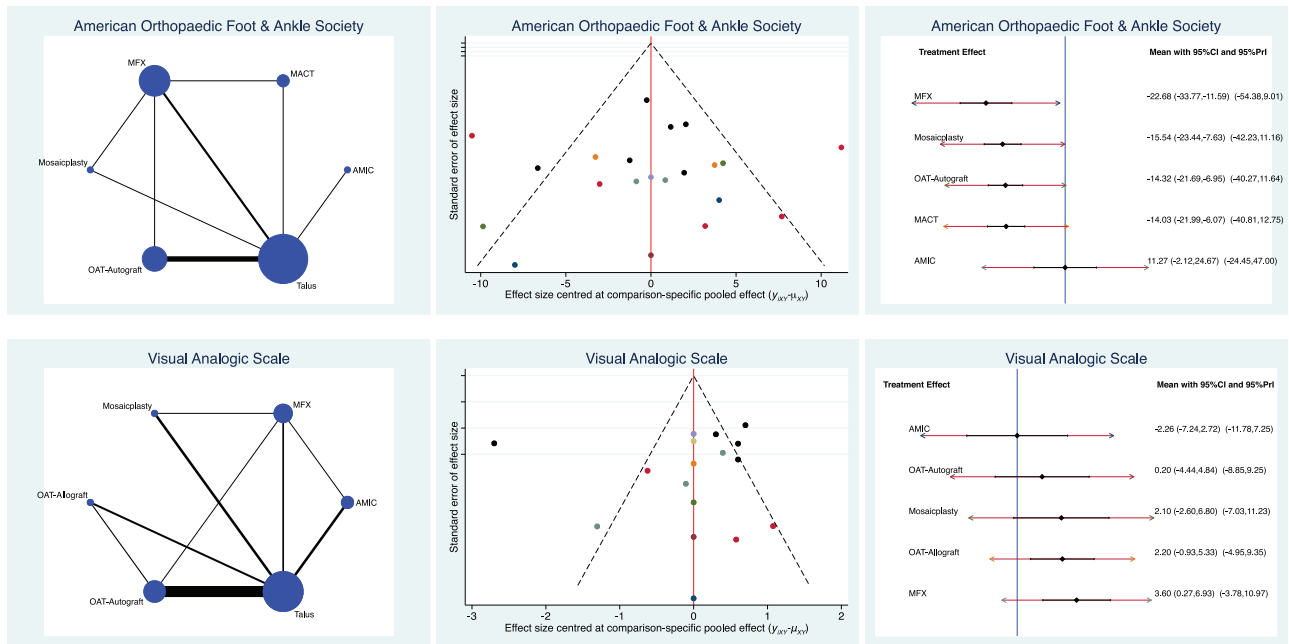 American Orthopaedic Foot & Ankle Society
MFX
MACT
Mosaicplasty
AMIC
OAT-Autograft
Talus
American Orthopaedic Foot & Ankle Society
Standard error of effect size
-10
-5
0
5
10
Effect size centred at comparison-specific pooled effect (yiXY-μXY)
American Orthopaedic Foot & Ankle Society
Treatment Effect Mean with 95%CI and 95%PrI
MFX -22.68 (-33.77,-11.59) (-54.38,9.01)
Mosaicplasty -15.54 (-23.44,-7.63) (-42.23,11.16)
OAT-Autograft -14.32 (-21.69,-6.95) (-40.27,11.64)
MACT -14.03 (-21.99,-6.07) (-40.81,12.75)
AMIC 11.27 (-2.12,24.67) (-24.45,47.00)
Visual Analogic Scale
Mosaicplasty
MFX
OAT-Allograft
AMIC
OAT-Autograft
Talus
Visual Analogic Scale
Standard error of effect size
-3
-2
-1
0
1
2
Effect size centred at comparison-specific pooled effect (yiXY-μXY)
Visual Analogic Scale
Treatment Effect Mean with 95%CI and 95%PrI
AMIC -2.26 (-7.24,2.72) (-11.78,7.25)
OAT-Autograft 0.20 (-4.44,4.84) (-8.85,9.25)
Mosaicplasty 2.10 (-2.60,6.80) (-7.03,11.23)
OAT-Allograft 2.20 (-0.93,5.33) (-4.95,9.35)
MFX 3.60 (0.27,6.93) (-3.78,10.97)